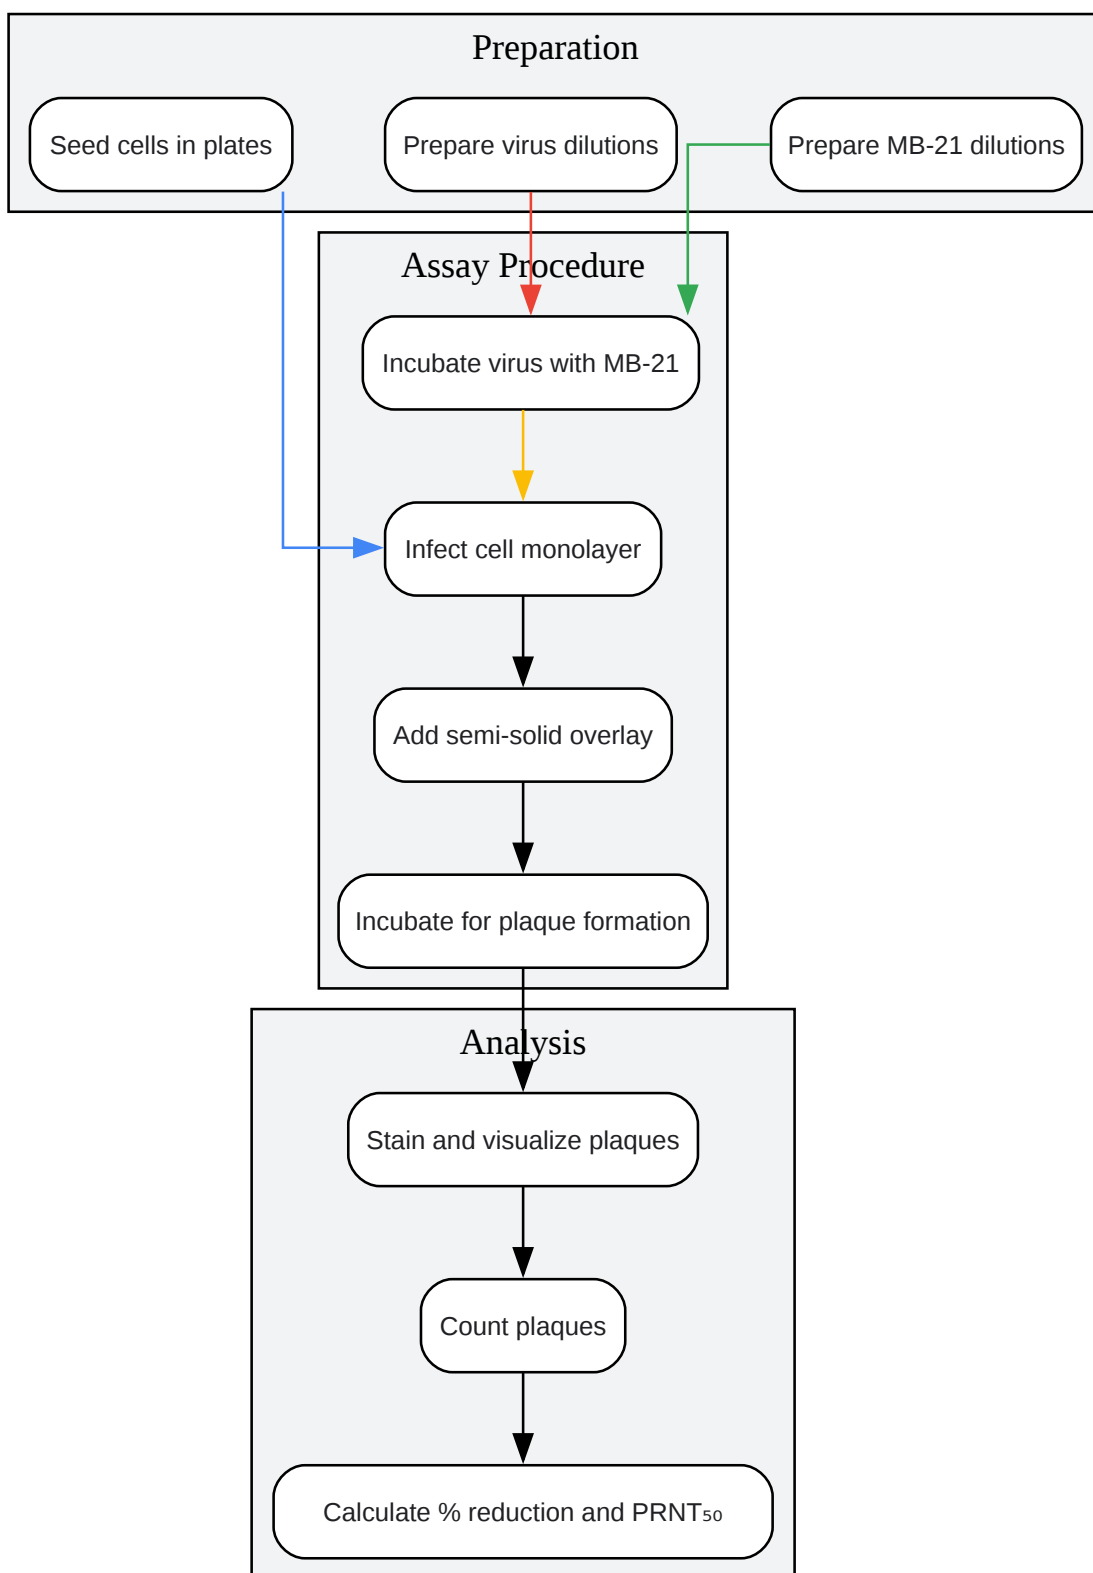 Preparation
Seed cells in plates
Prepare virus dilutions
Prepare MB-21 dilutions
Assay Procedure
Incubate virus with MB-21
Infect cell monolayer
Add semi-solid overlay
Incubate for plaque formation
Analysis
Stain and visualize plaques
Count plaques
Calculate % reduction and PRNT₅₀